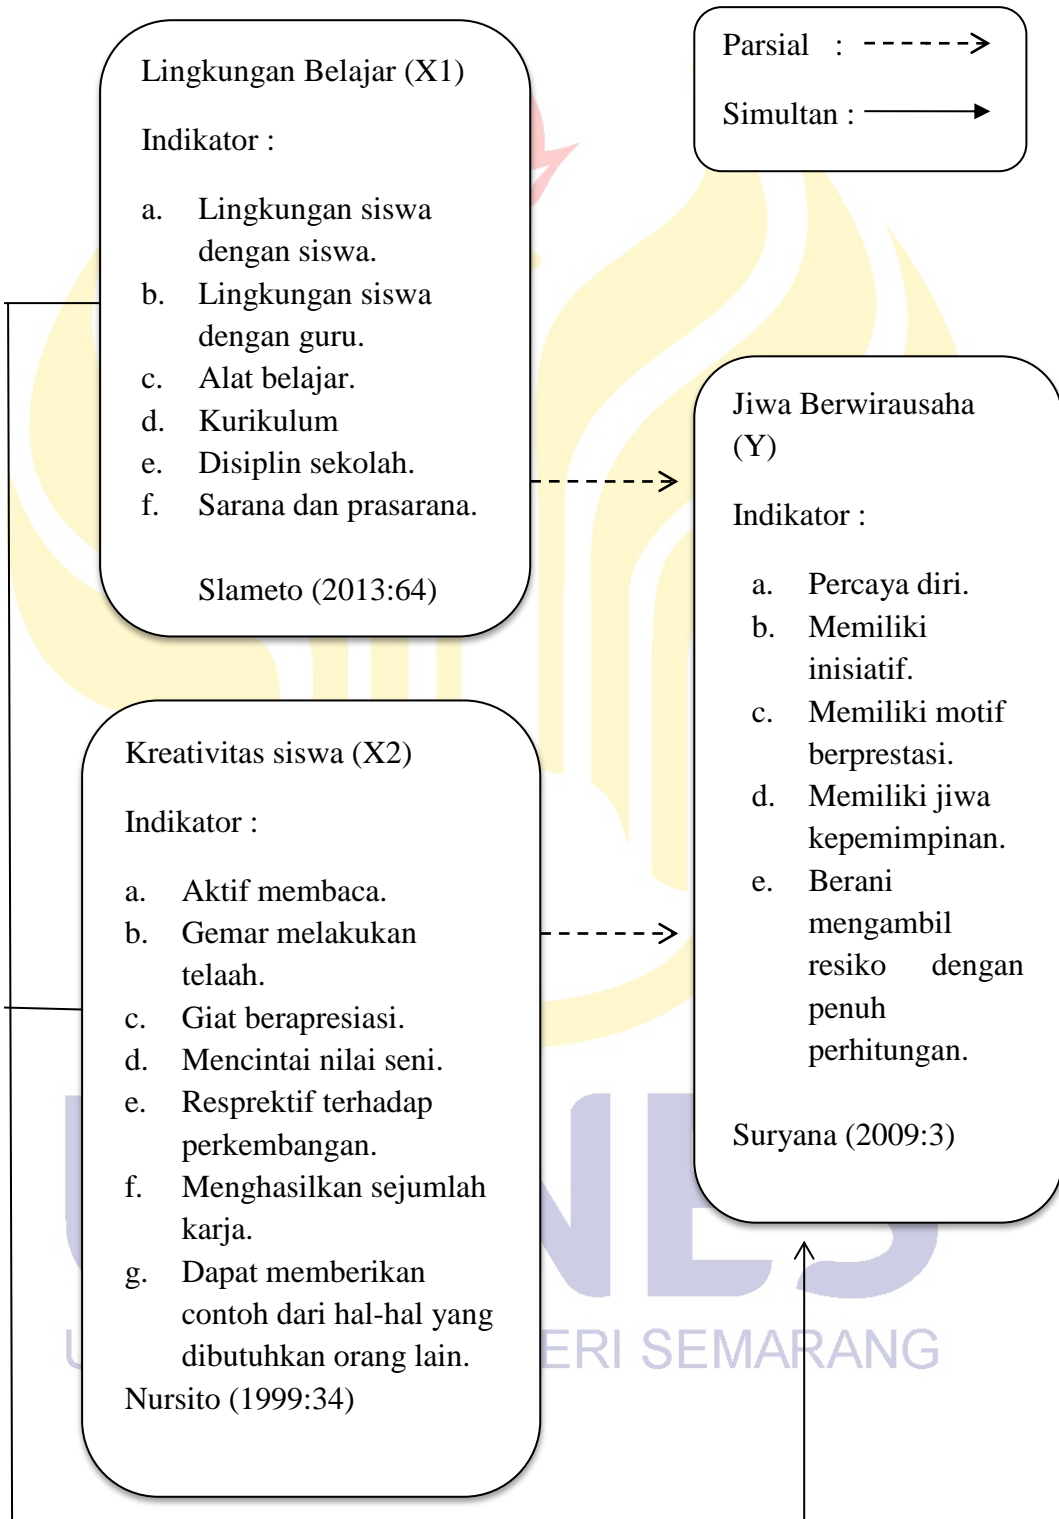 Lingkungan Belajar (X1)
Indikator :
a. Lingkungan siswa
dengan siswa.
b. Lingkungan siswa
dengan guru.
c. Alat belajar.
d. Kurikulum
e. Disiplin sekolah.
f. Sarana dan prasarana.
Slameto (2013:64)
Parsial :
Simultan :
Kreativitas siswa (X2)
Indikator :
a. Aktif membaca.
b. Gemar melakukan
telaah.
c. Giat berapresiasi.
d. Mencintai nilai seni.
e. Resprektif terhadap
perkembangan.
f. Menghasilkan sejumlah
karja.
g. Dapat memberikan
contoh dari hal-hal yang
dibutuhkan orang lain.
Nursito (1999:34)
Jiwa Berwirausaha
(Y)
Indikator :
a. Percaya diri.
b. Memiliki
inisiatif.
c. Memiliki motif
berprestasi.
d. Memiliki jiwa
kepemimpinan.
e. Berani
mengambil
resiko dengan
penuh
perhitungan.
Suryana (2009:3)
SEMARANG